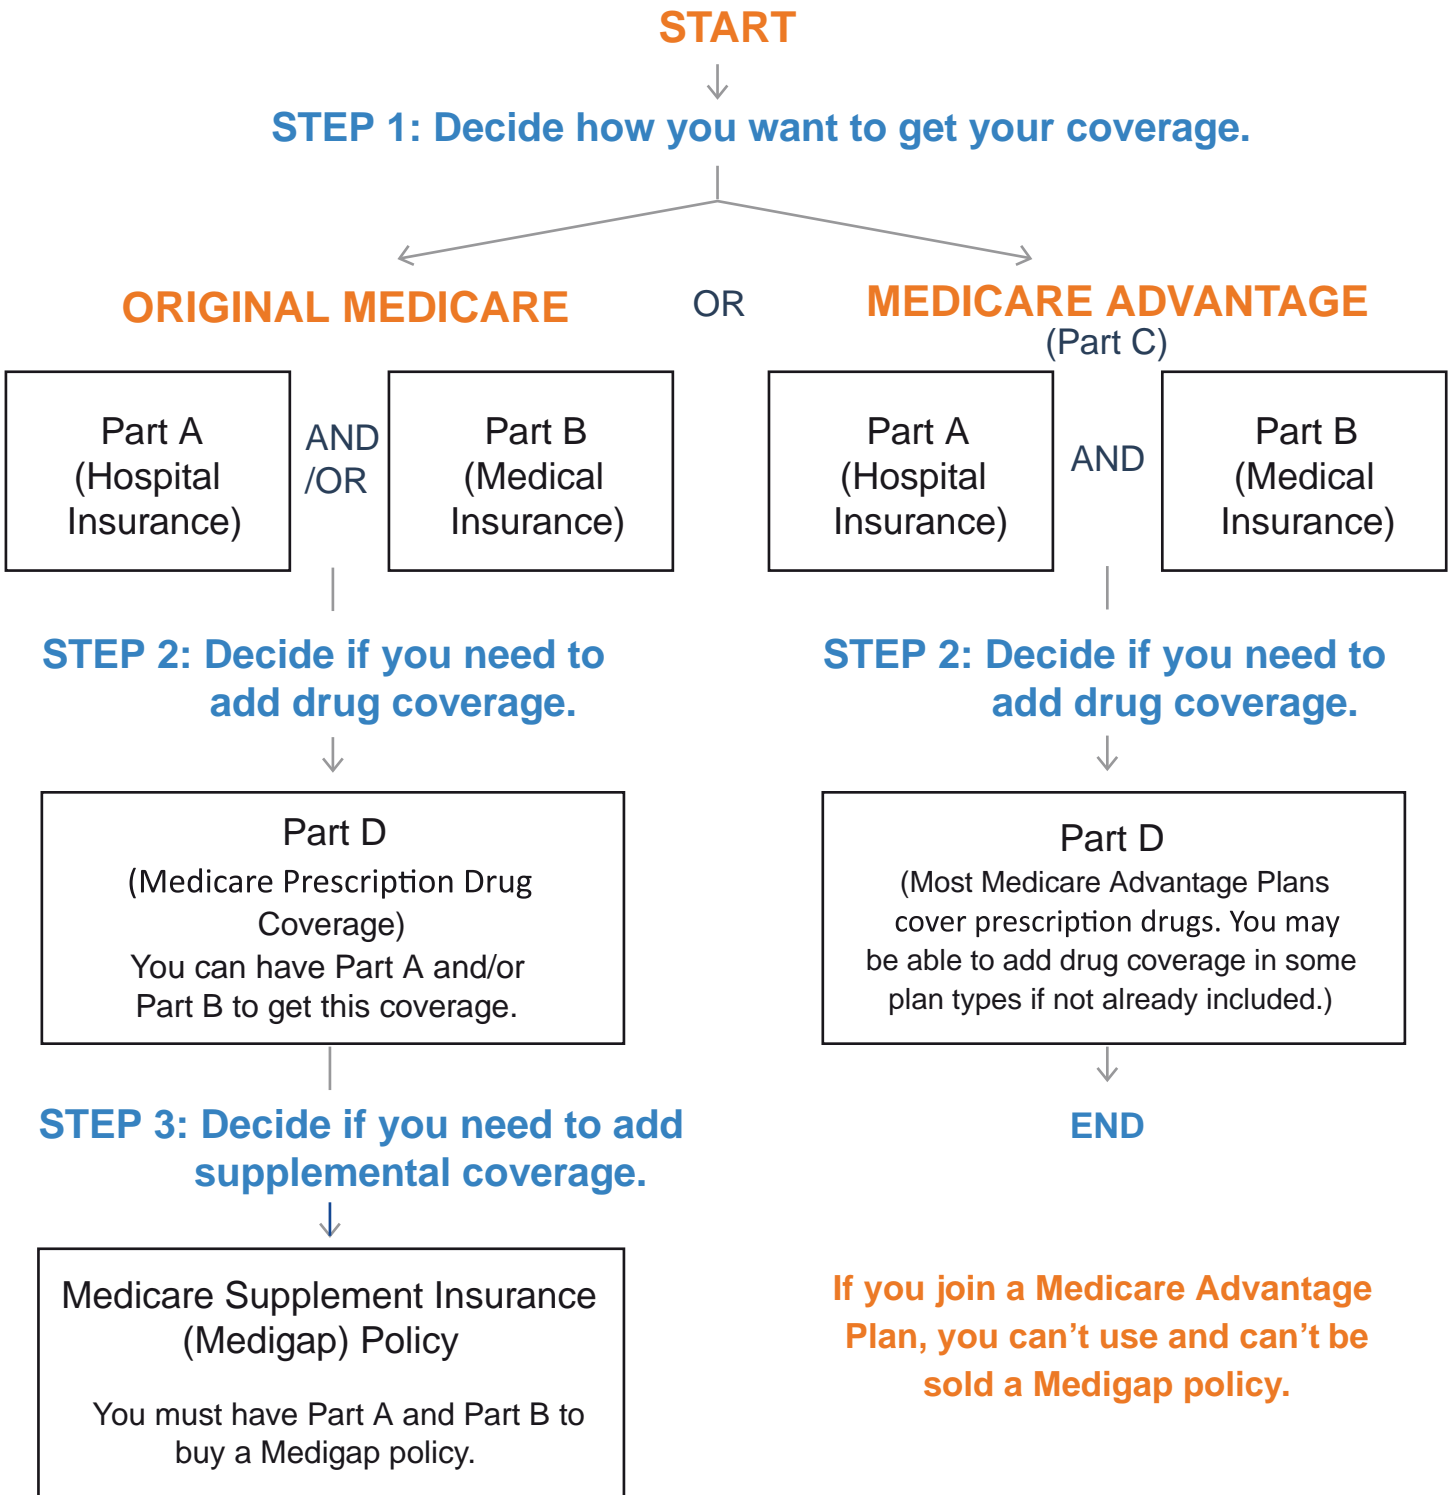 START
STEP 1: Decide how you want to get your coverage.
ORIGINAL MEDICARE
OR
MEDICARE ADVANTAGE
(Part C)
Part A
(Hospital
Insurance)
AND
/OR
Part B
(Medical
Insurance)
Part A
(Hospital
Insurance)
AND
Part B
(Medical
Insurance)
STEP 2: Decide if you need to
add drug coverage.
Part D
(Medicare Prescription Drug
Coverage)
You can have Part A and/or
Part B to get this coverage.
STEP 3: Decide if you need to add
supplemental coverage.
Medicare Supplement Insurance
(Medigap) Policy
You must have Part A and Part B to
buy a Medigap policy.
STEP 2: Decide if you need to
add drug coverage.
Part D
(Most Medicare Advantage Plans
cover prescription drugs. You may
be able to add drug coverage in some
plan types if not already included.)
END
If you join a Medicare Advantage
Plan, you can’t use and can’t be
sold a Medigap policy.